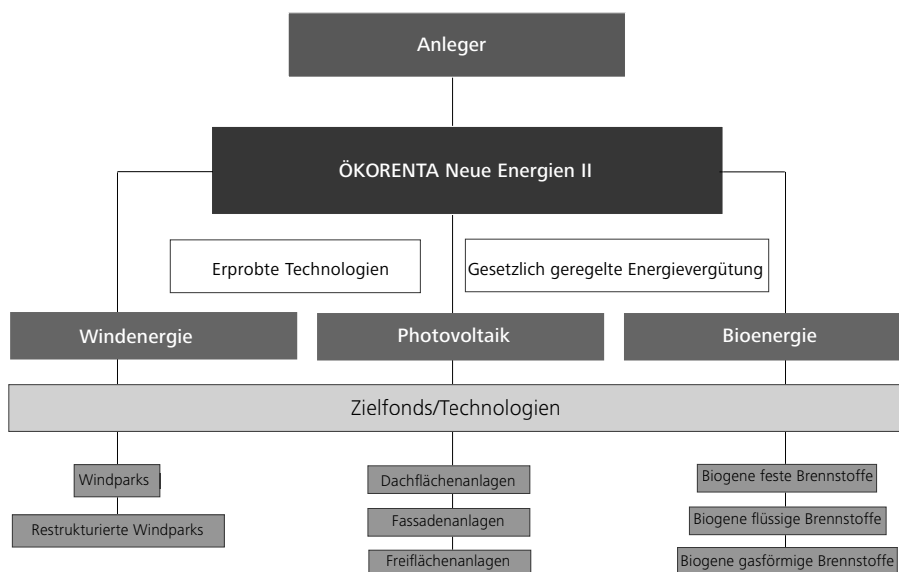 Anleger
ÖKORENTA Neue Energien II
Erprobte Technologien
Gesetzlich geregelte Energievergütung
Windenergie
Photovoltaik
Bioenergie
Zielfonds/Technologien
Windparks
Restrukturierte Windparks
Dachflächenanlagen
Fassadenanlagen
Freiflächenanlagen
Biogene feste Brennstoffe
Biogene flüssige Brennstoffe
Biogene gasförmige Brennstoffe